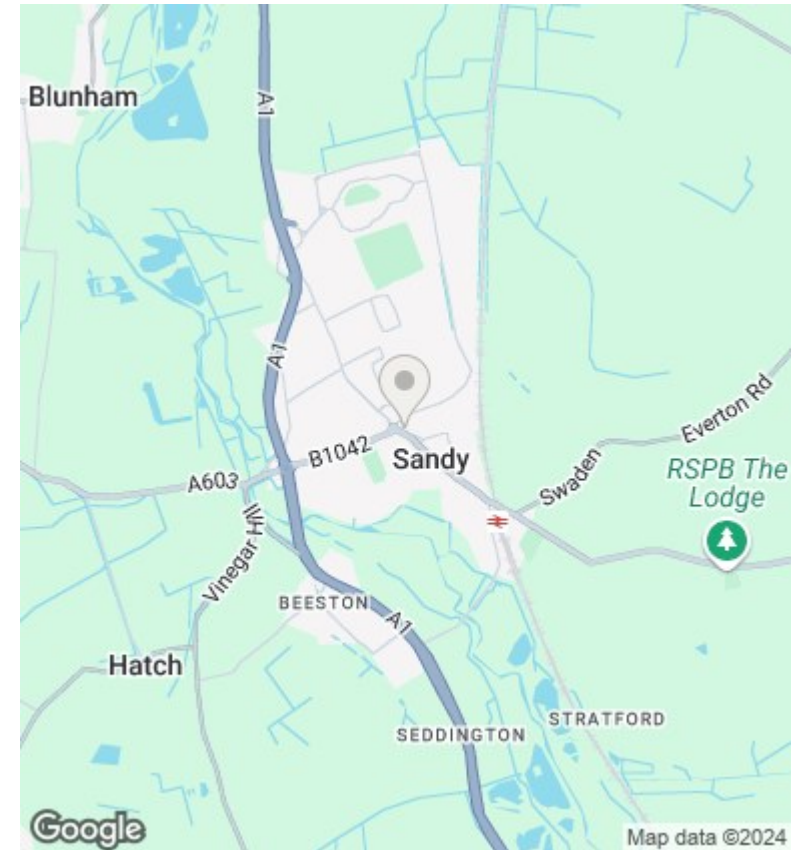 Blunham
A1
A1
B1042
Sandy
Everton Rd
Swaden
A603
RSPB The
Lodge
Vinegar Hl
BEESTON
A1
Hatch
STRATFORD
SEDDINGTON
Google
Map data ©2024